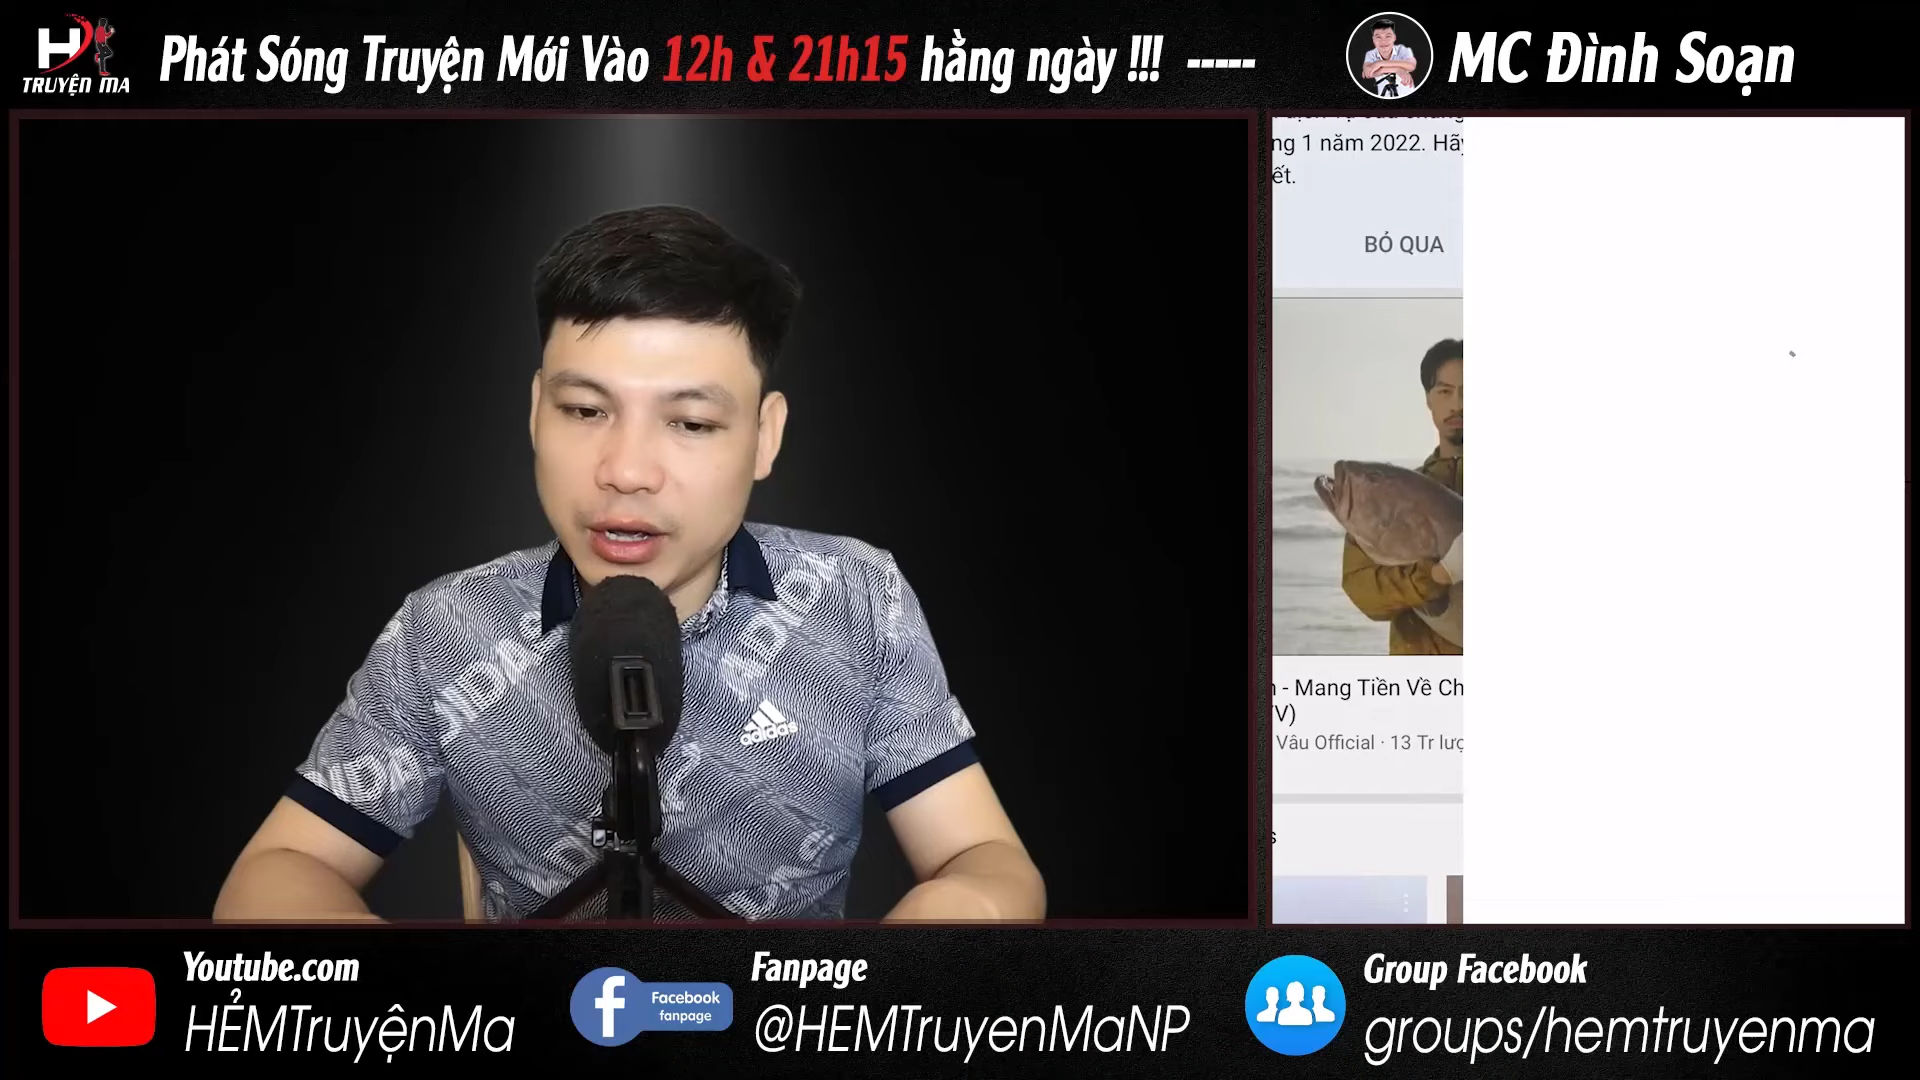 H
TRUYỆN MA
Phát Sóng Truyện Mới Vào 12h & 21h15 hằng ngày !!! -----
MC Đình Soạn
ng 1 năm 2022. Hãy
ết.
BỎ QUA
- Mang Tiền Về Ch
V)
Vâu Official · 13 Tr lượ
s
adidas
Youtube.com
HẺMTruyệnMa
Facebook
fanpage
Fanpage
@HEMTruyenMaNP
Group Facebook
groups/hemtruyenma